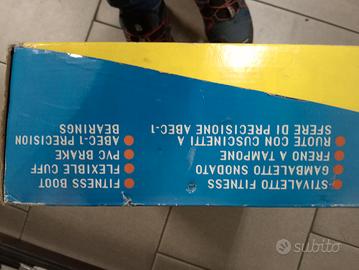 STIVALETTO FITNESS
GAMBALETTO SNODATO
FRENO A TAMPONE
RUOTE CON CUSCINETTI A
SFERE DI PRECISIONE ABEC-1
FITNESS BOOT
FLEXIBLE CUFF
PVC BRAKE
ABEC-1 PRECISION
BEARINGS
subito